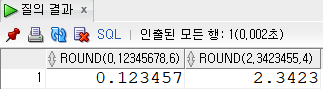 질의 결과
SQL | 인출된 모든 행: 1(0,002초)
ROUND(0,12345678,6) ROUND(2,3423455,4)
1 0.123457 2.3423